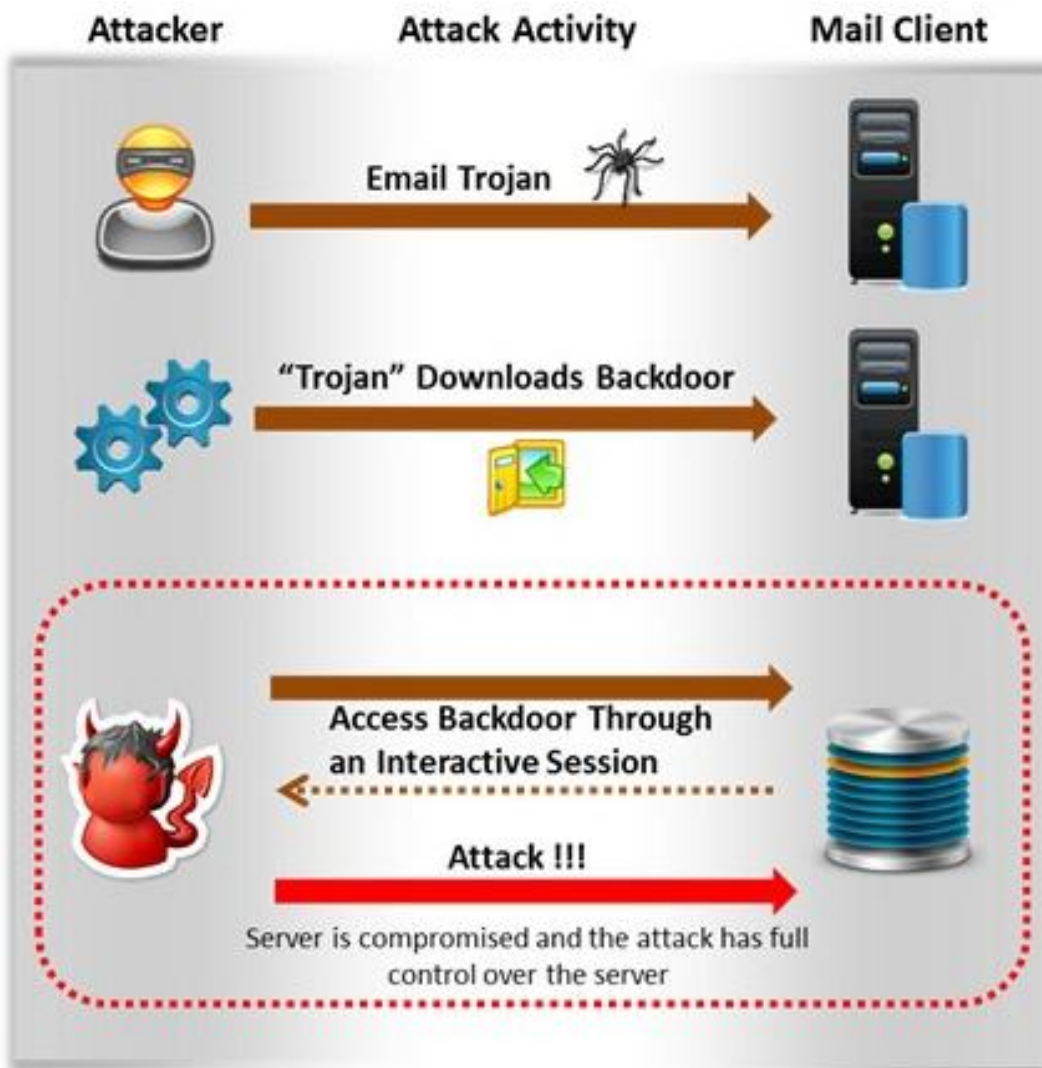 Attacker
Attack Activity
Mail Client
Email Trojan
“Trojan” Downloads Backdoor
Access Backdoor Through
an Interactive Session
Attack !!!
Server is compromised and the attack has full
control over the server